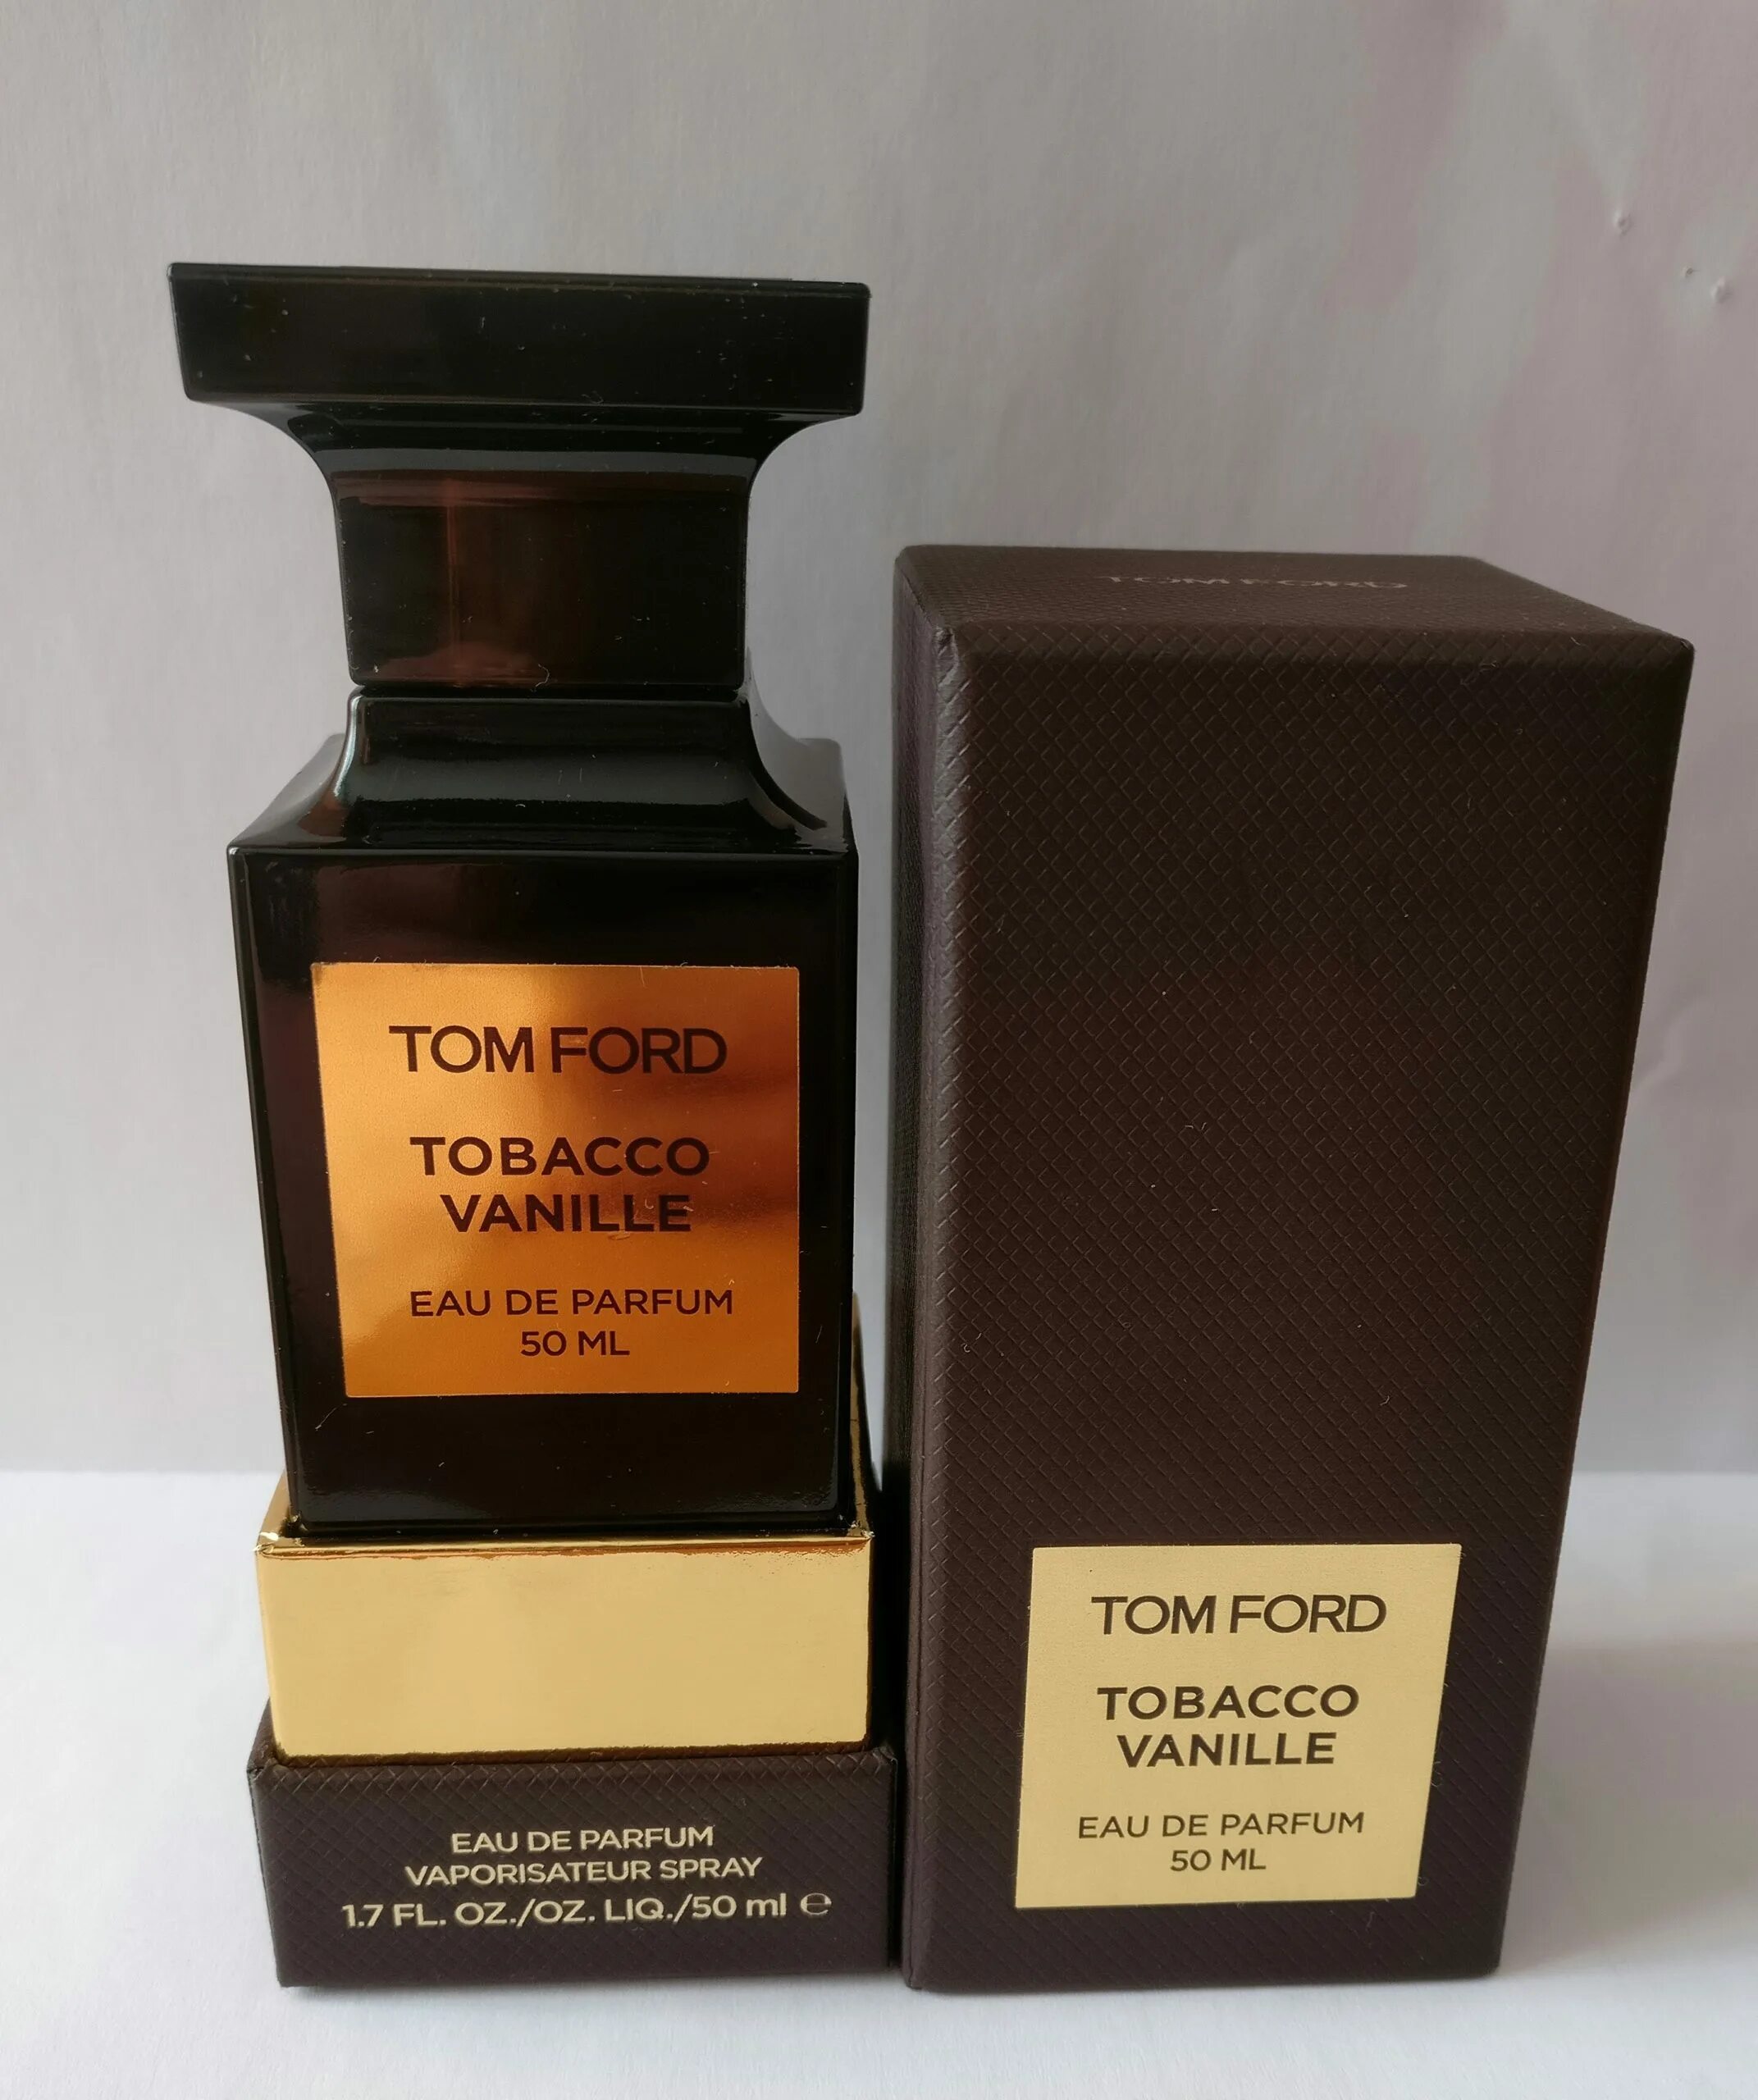 TOM FORD
TOBACCO
VANILLE
EAU DE PARFUM
50 ML
EAU DE PARFUM
VAPORISATEUR SPRAY
1.7 FL. OZ./OZ. LIQ./50 ml ℮
TOM FORD
TOM FORD
TOBACCO
VANILLE
EAU DE PARFUM
50 ML